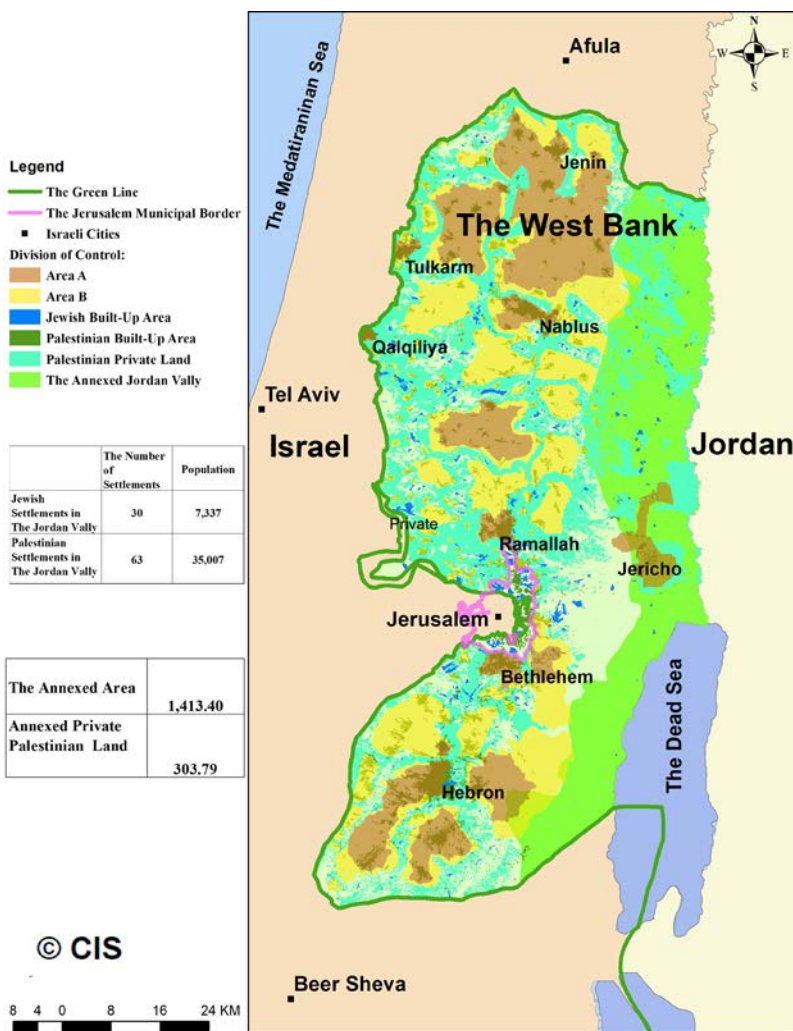 Afula
N
W E
S
The Medatiraninan Sea
Legend
The Green Line
The Jerusalem Municipal Border
Israeli Cities
Division of Control:
Area A
Area B
Jewish Built-Up Area
Palestinian Built-Up Area
Palestinian Private Land
The Annexed Jordan Vally
Jenin
The West Bank
Tulkarm
Nablus
Qalqiliya
Tel Aviv
Israel
Jordan
The Number
of
Settlements
Population
Jewish
Settlements in
The Jordan Vally
30
7,337
Palestinian
Settlements in
The Jordan Vally
63
35,007
Private
Ramallah
Jericho
Jerusalem
Bethlehem
The Annexed Area
1,413.40
Annexed Private
Palestinian Land
303.79
The Dead Sea
Hebron
© CIS
Beer Sheva
8 4 0 8 16 24 KM